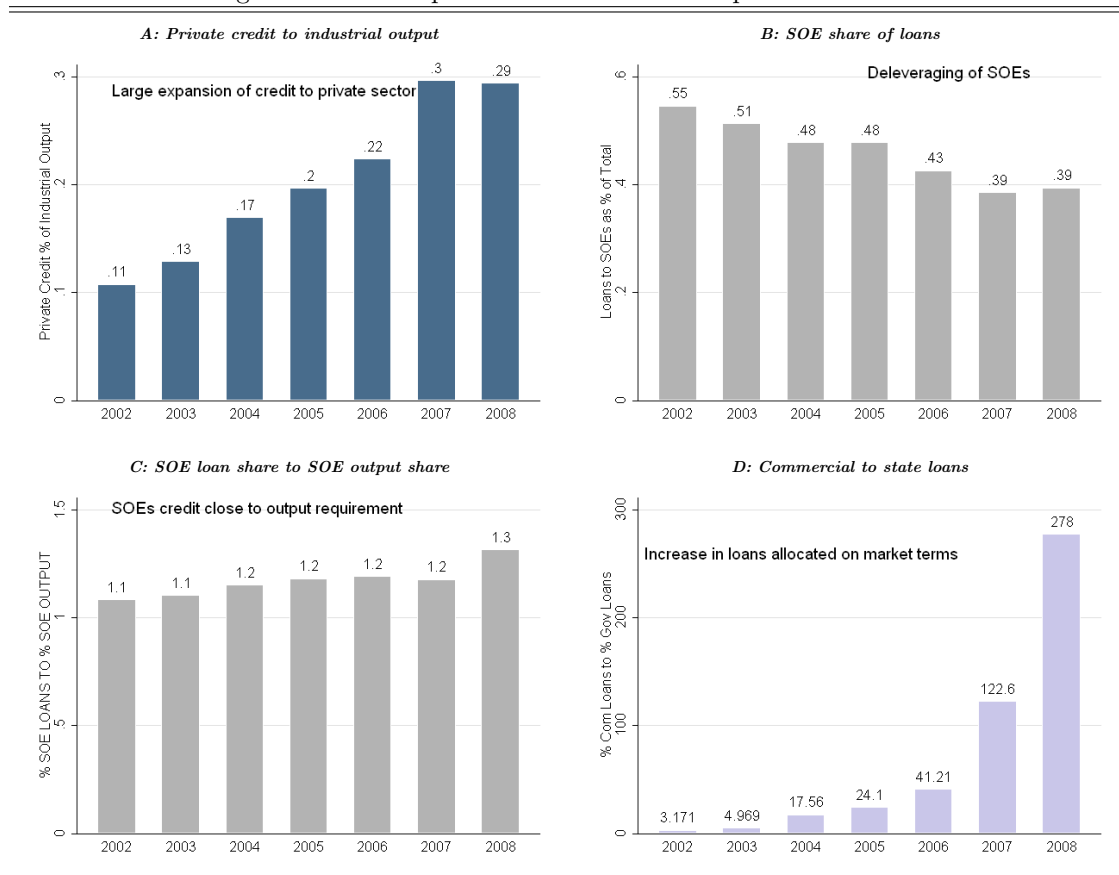 A: Private credit to industrial output
Large expansion of credit to private sector
Private Credit % of Industrial Output
0 .1 .2 .3
.11 .13 .17 .2 .22 .3 .29
2002 2003 2004 2005 2006 2007 2008
B: SOE share of loans
Deleveraging of SOEs
Loans to SOEs as % of Total
0 .2 .4 .6
.55 .51 .48 .48 .43 .39 .39
2002 2003 2004 2005 2006 2007 2008
C: SOE loan share to SOE output share
SOEs credit close to output requirement
% SOE LOANS TO % SOE OUTPUT
0 .5 1 1.5
1.1 1.1 1.2 1.2 1.2 1.2 1.3
2002 2003 2004 2005 2006 2007 2008
D: Commercial to state loans
Increase in loans allocated on market terms
% Com Loans to % Gov Loans
0 100 200 300
3.171 4.969 17.56 24.1 41.21 122.6 278
2002 2003 2004 2005 2006 2007 2008